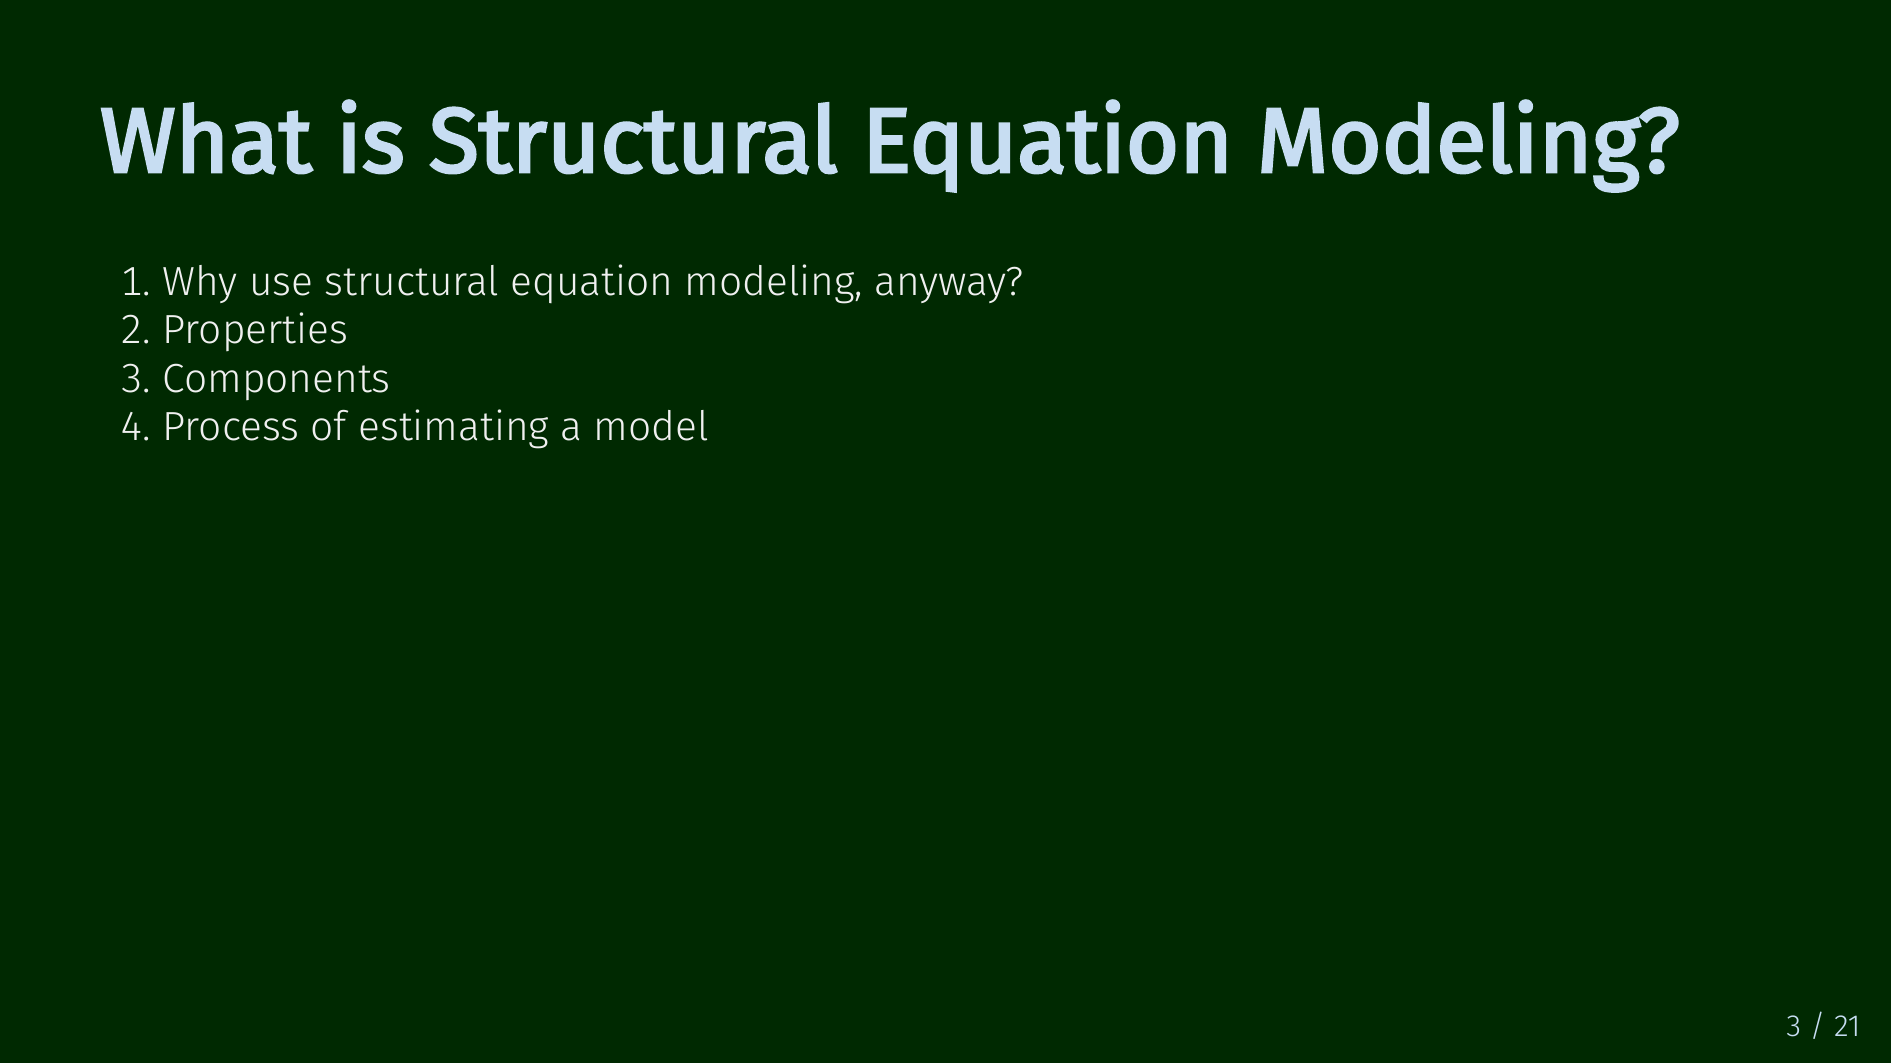 What is Structural Equation Modeling?
1. Why use structural equation modeling, anyway?
2. Properties
3. Components
4. Process of estimating a model
3 / 21